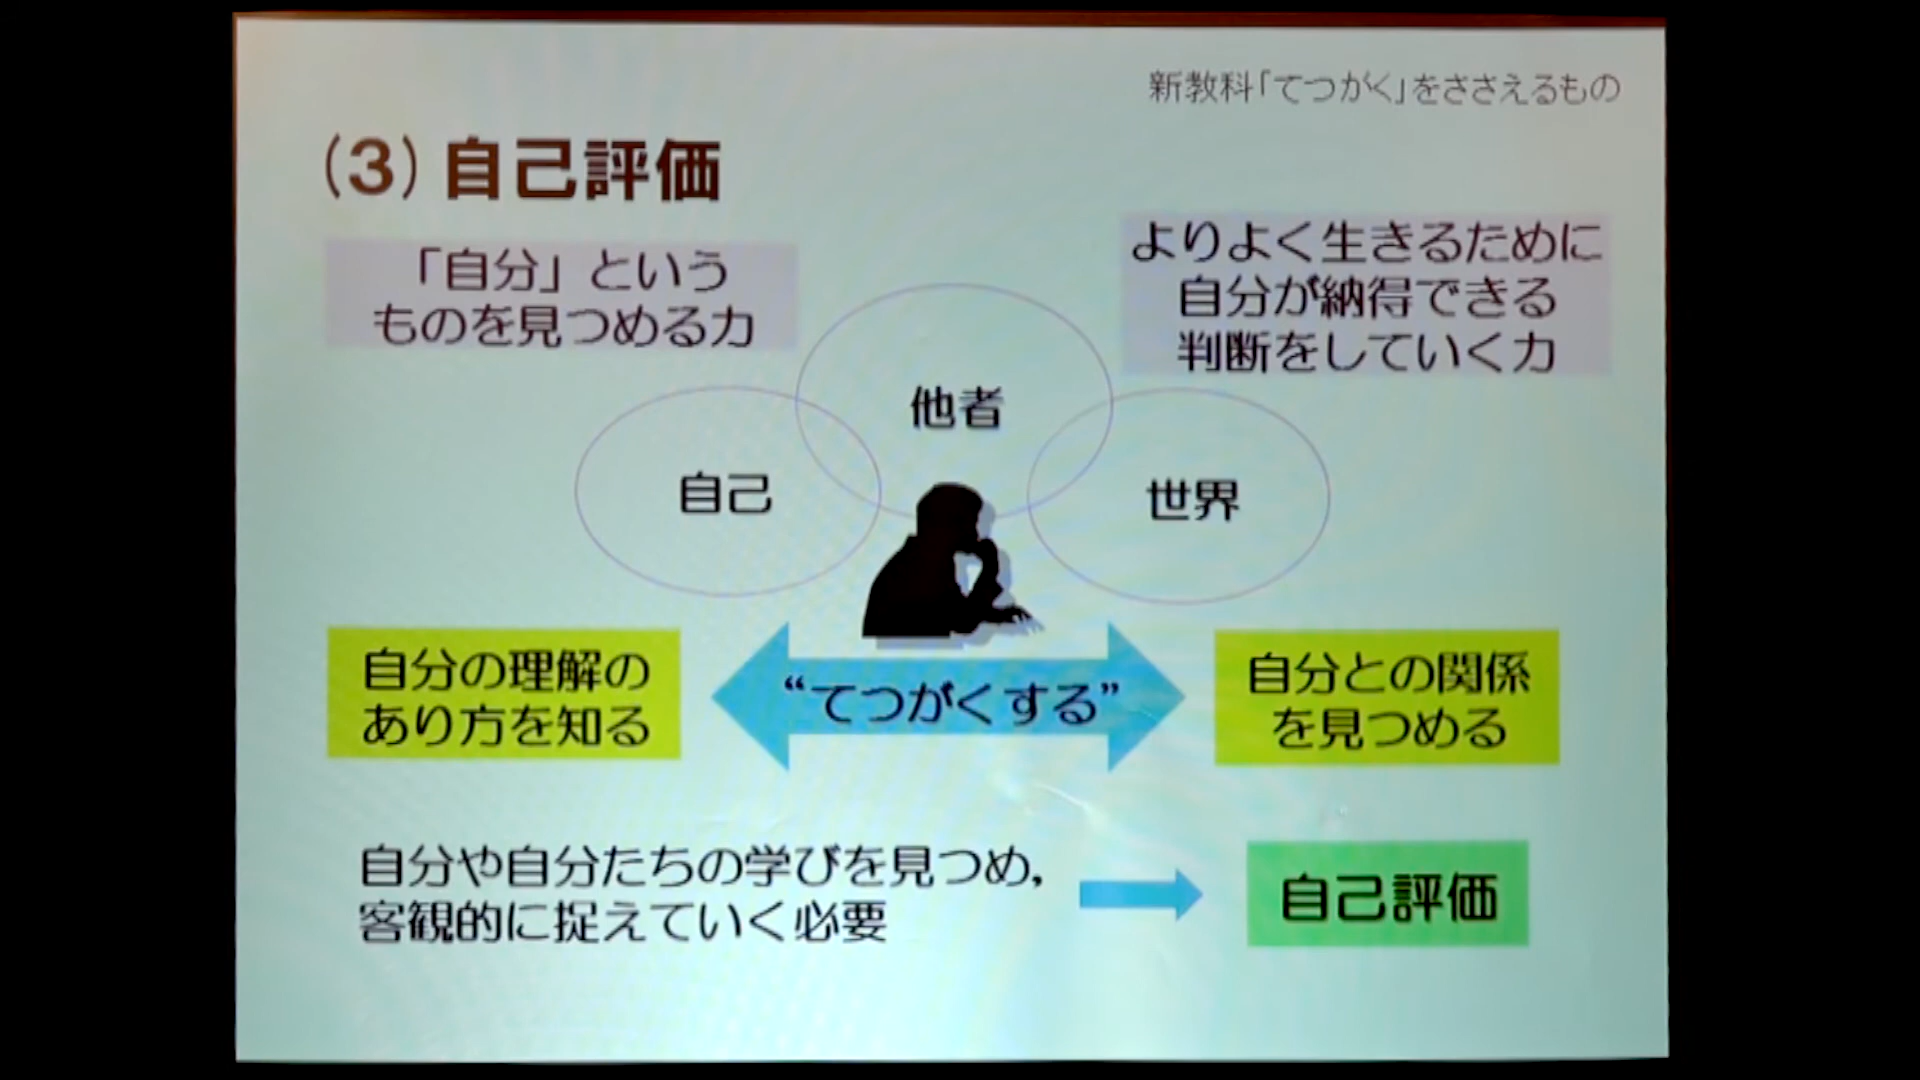 新教科「てつがく」をささえるもの
(3) 自己評価
「自分」という
ものを見つめる力
よりよく生きるために
自分が納得できる
判断をしていく力
他者
自己
世界
自分の理解の
あり方を知る
“てつがくする”
自分との関係
を見つめる
自分や自分たちの学びを見つめ,
客観的に捉えていく必要
自己評価